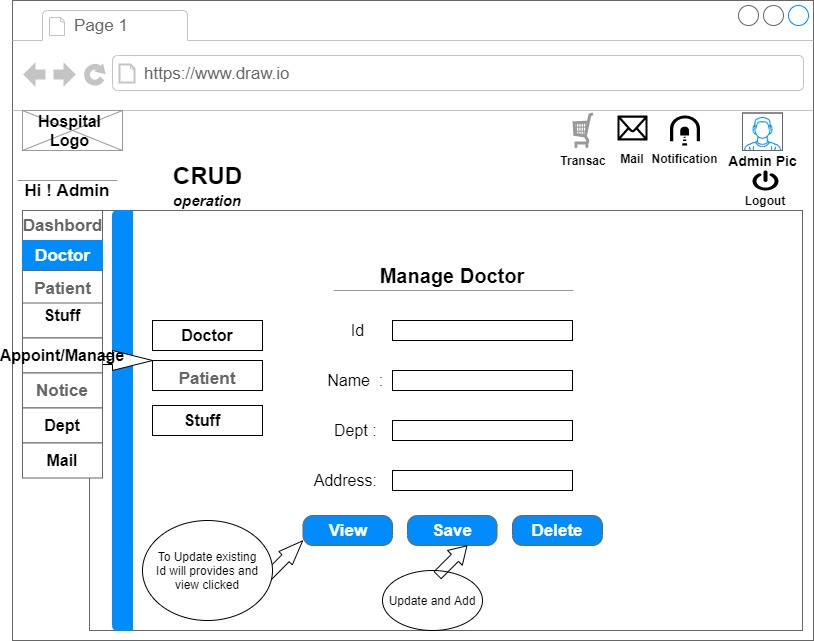 Page 1
https://www.draw.io
Hospital
Logo
Transac
Mail
Notification
Admin Pic
Logout
Hi ! Admin
CRUD
operation
Dashbord
Doctor
Patient
Stuff
Appoint/Manage
Notice
Dept
Mail
Doctor
Patient
Stuff
Manage Doctor
Id
Name :
Dept :
Address:
View
Save
Delete
To Update existing
Id will provides and
view clicked
Update and Add